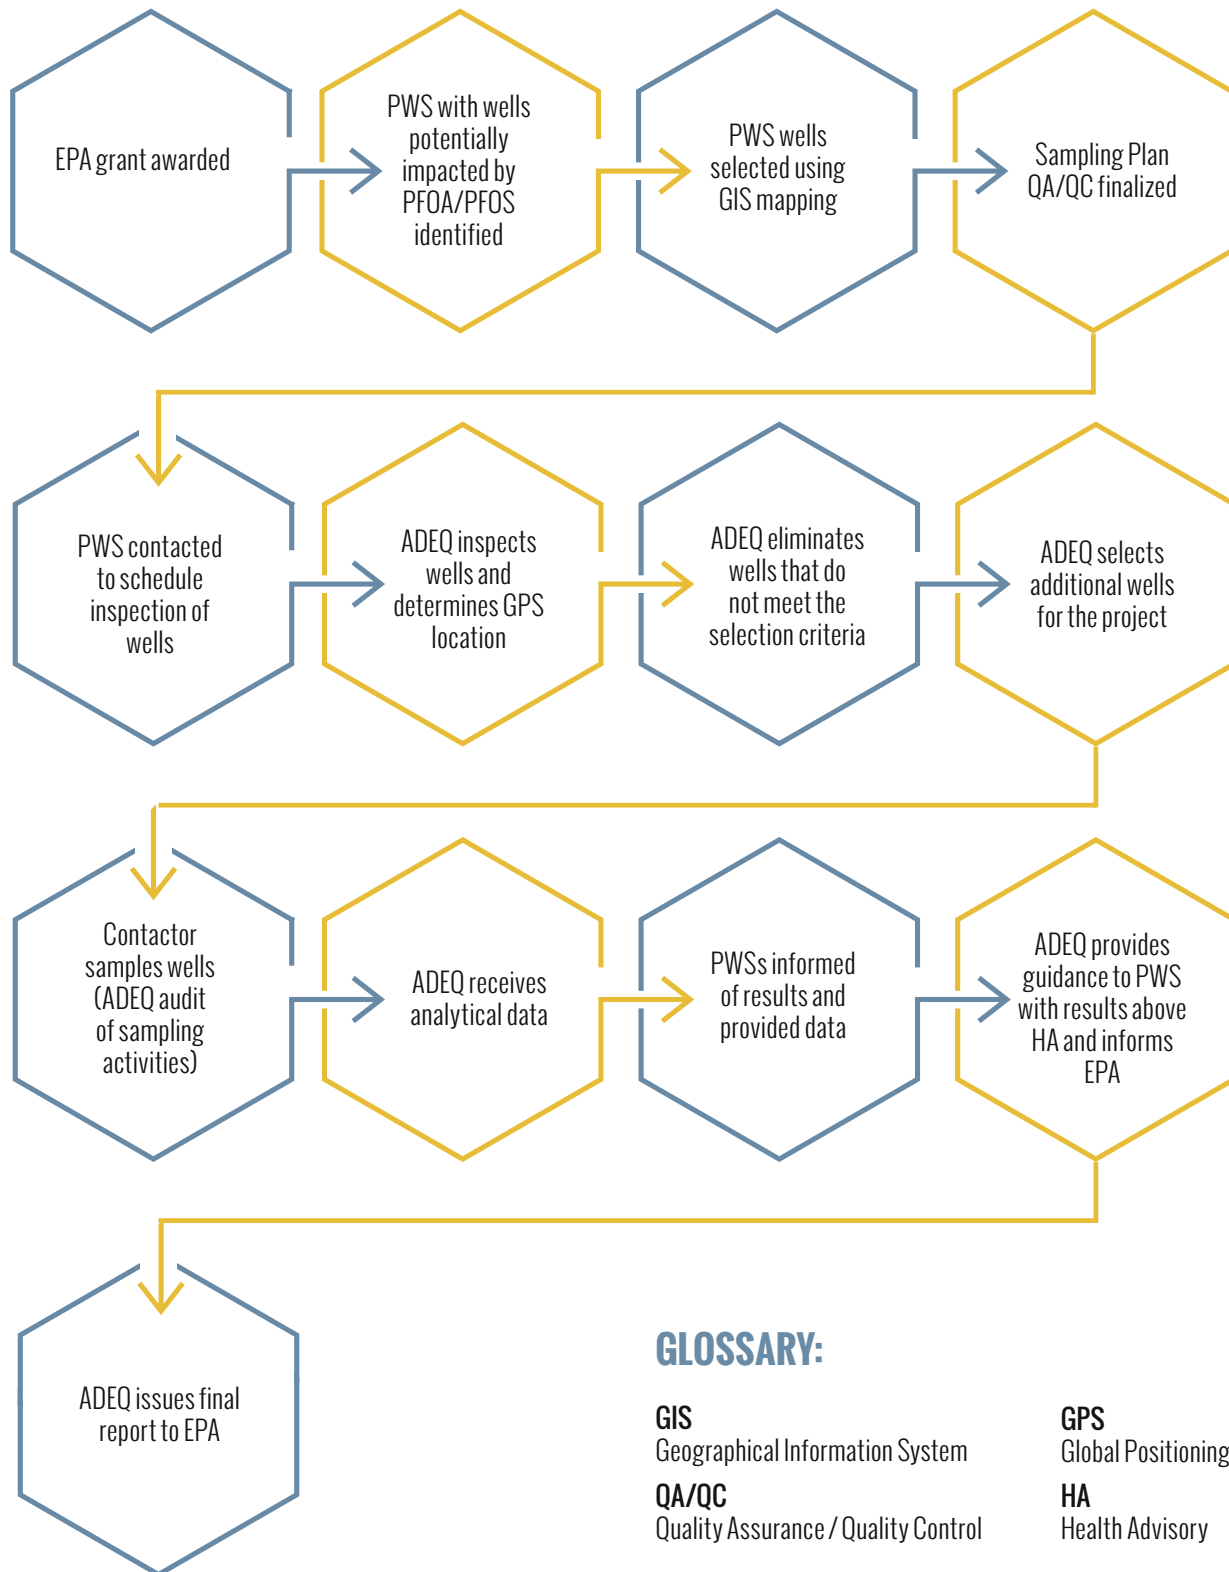 EPA grant awarded
PWS with wells
potentially
impacted by
PFOA/PFOS
identified
PWS wells
selected using
GIS mapping
Sampling Plan
QA/QC finalized
PWS contacted
to schedule
inspection of
wells
ADEQ inspects
wells and
determines GPS
location
ADEQ eliminates
wells that do
not meet the
selection criteria
ADEQ selects
additional wells
for the project
Contactor
samples wells
(ADEQ audit
of sampling
activities)
ADEQ receives
analytical data
PWSs informed
of results and
provided data
ADEQ provides
guidance to PWS
with results above
HA and informs
EPA
ADEQ issues final
report to EPA
GLOSSARY:
GIS
Geographical Information System
QA/QC
Quality Assurance / Quality Control
GPS
Global Positioning
HA
Health Advisory